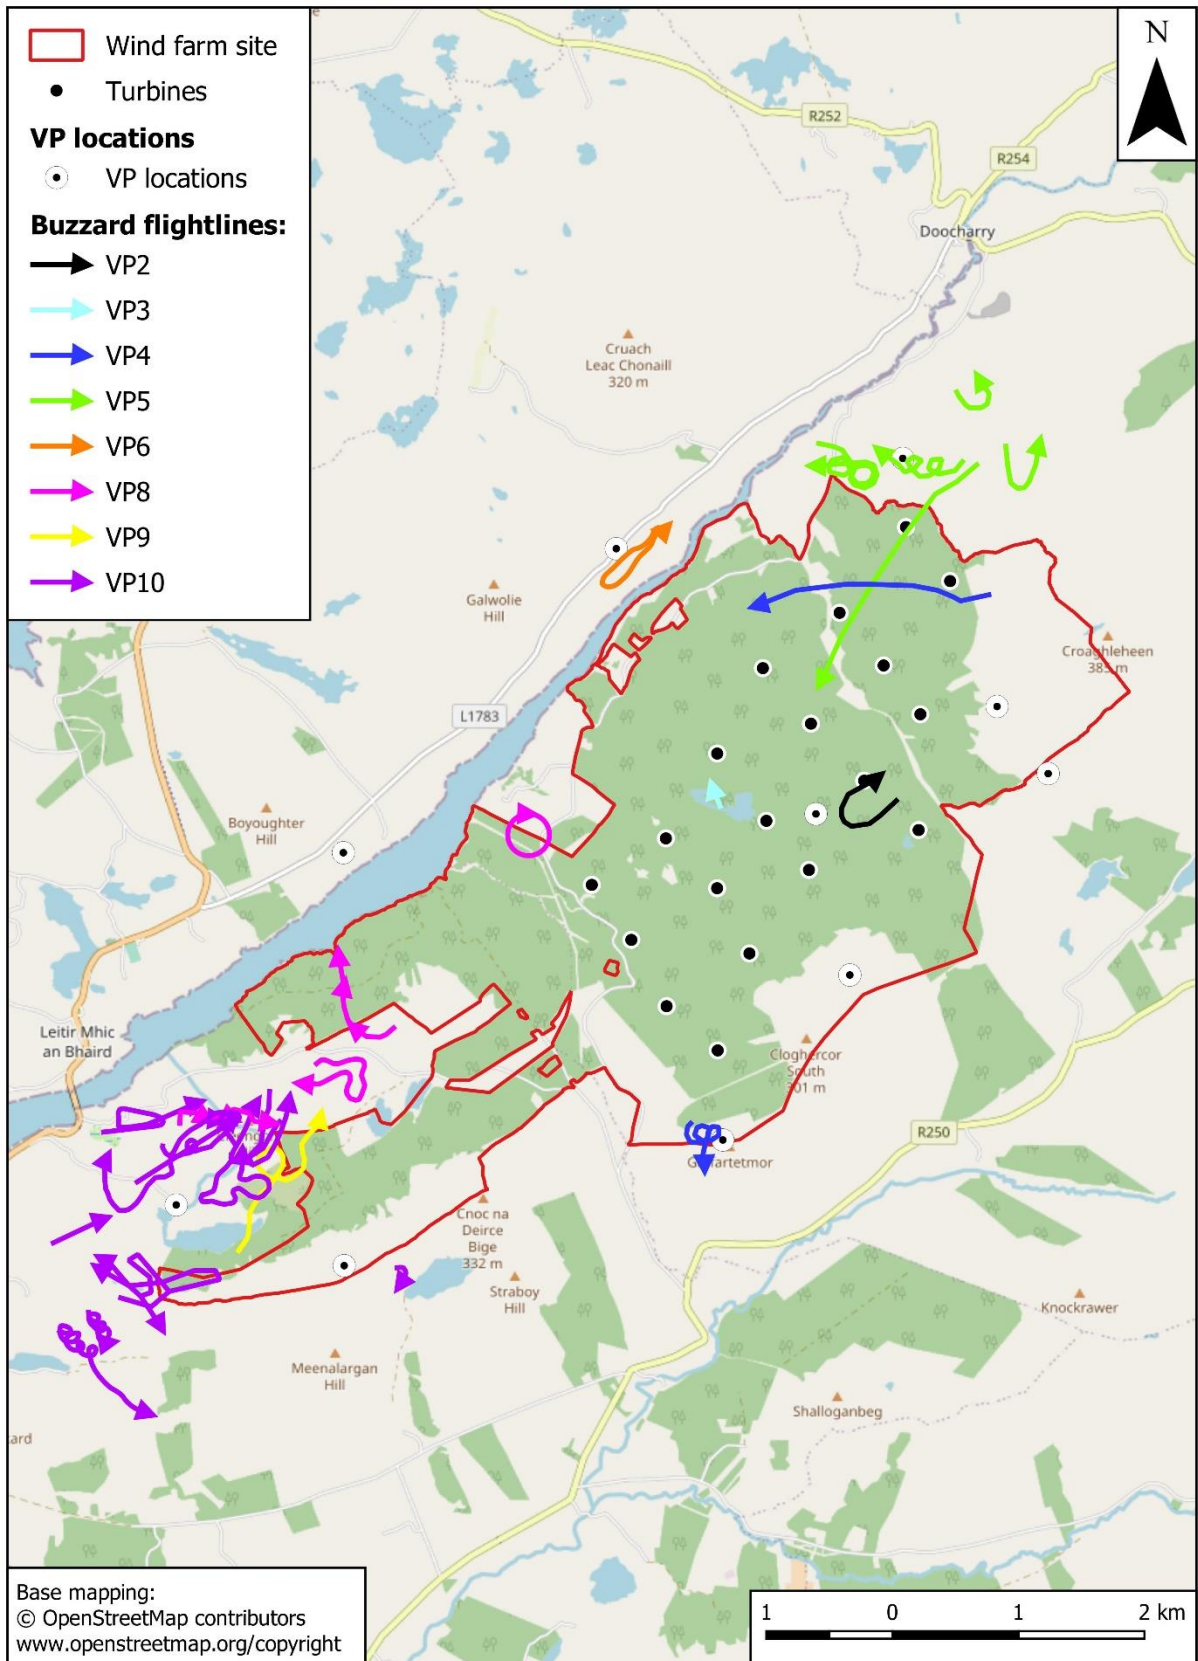 Wind farm site
Turbines
VP locations
VP locations
Buzzard flightlines:
VP2
VP3
VP4
VP5
VP6
VP8
VP9
VP10
N
R252
R254
Doocharry
Cruach
Leac Chonaill
320 m
Galwolie
Hill
Croaghleheen
385 m
L1783
Boyoughter
Hill
Leitir Mhic
an Bhaird
Cloghercor
South
301 m
R250
Cnoc na
Deirce
Bige
332 m
Straboy
Hill
Knockrawer
Meenalargan
Hill
Shalloganbeg
ard
Base mapping:
© OpenStreetMap contributors
www.openstreetmap.org/copyright
1 0 1 2 km